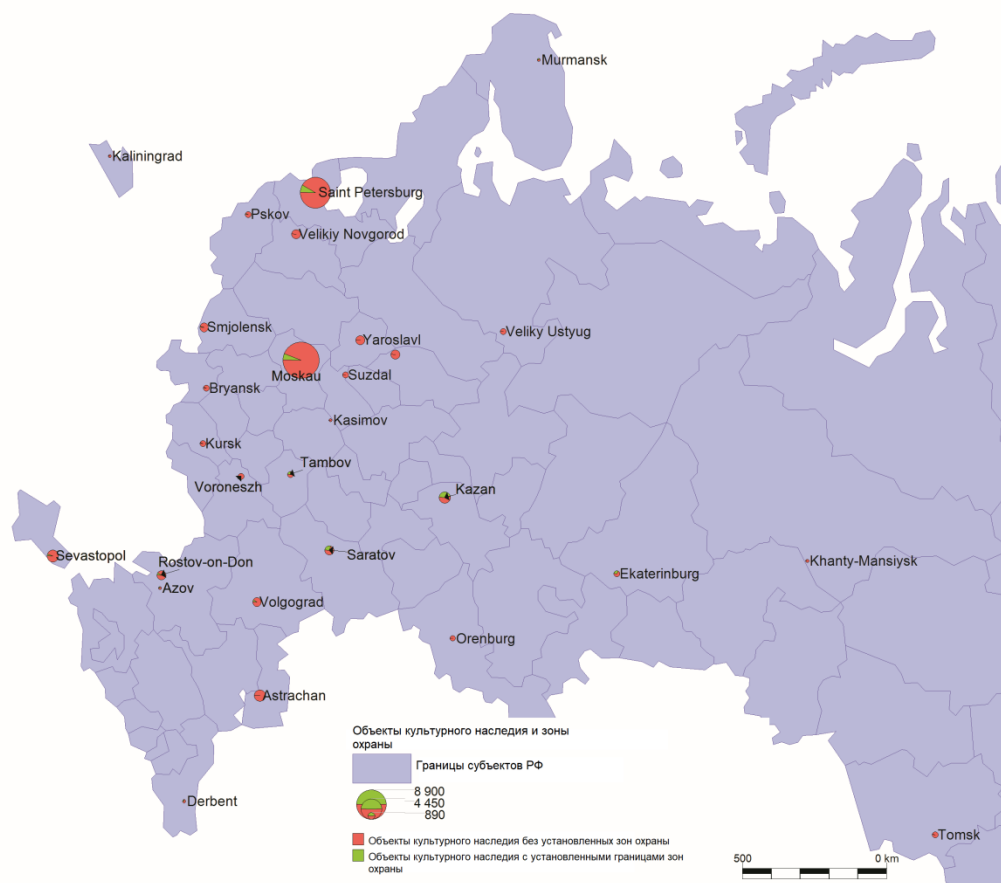 Murmansk
Kaliningrad
Saint Petersburg
Pskov
Velikiy Novgorod
Smjolensk
Veliky Ustyug
Yaroslavl
Moskau
Suzdal
Bryansk
Kasimov
Kursk
Tambov
Voroneszh
Kazan
Sevastopol
Rostov-on-Don
Saratov
Azov
Ekaterinburg
Khanty-Mansiysk
Volgograd
Orenburg
Astrachan
Derbent
Tomsk
Объекты культурного наследия и зоны
охраны
Границы субъектов РФ
8 900
4 450
890
Объекты культурного наследия без установленных зон охраны
Объекты культурного наследия с установленными границами зон
охраны
500 0 km